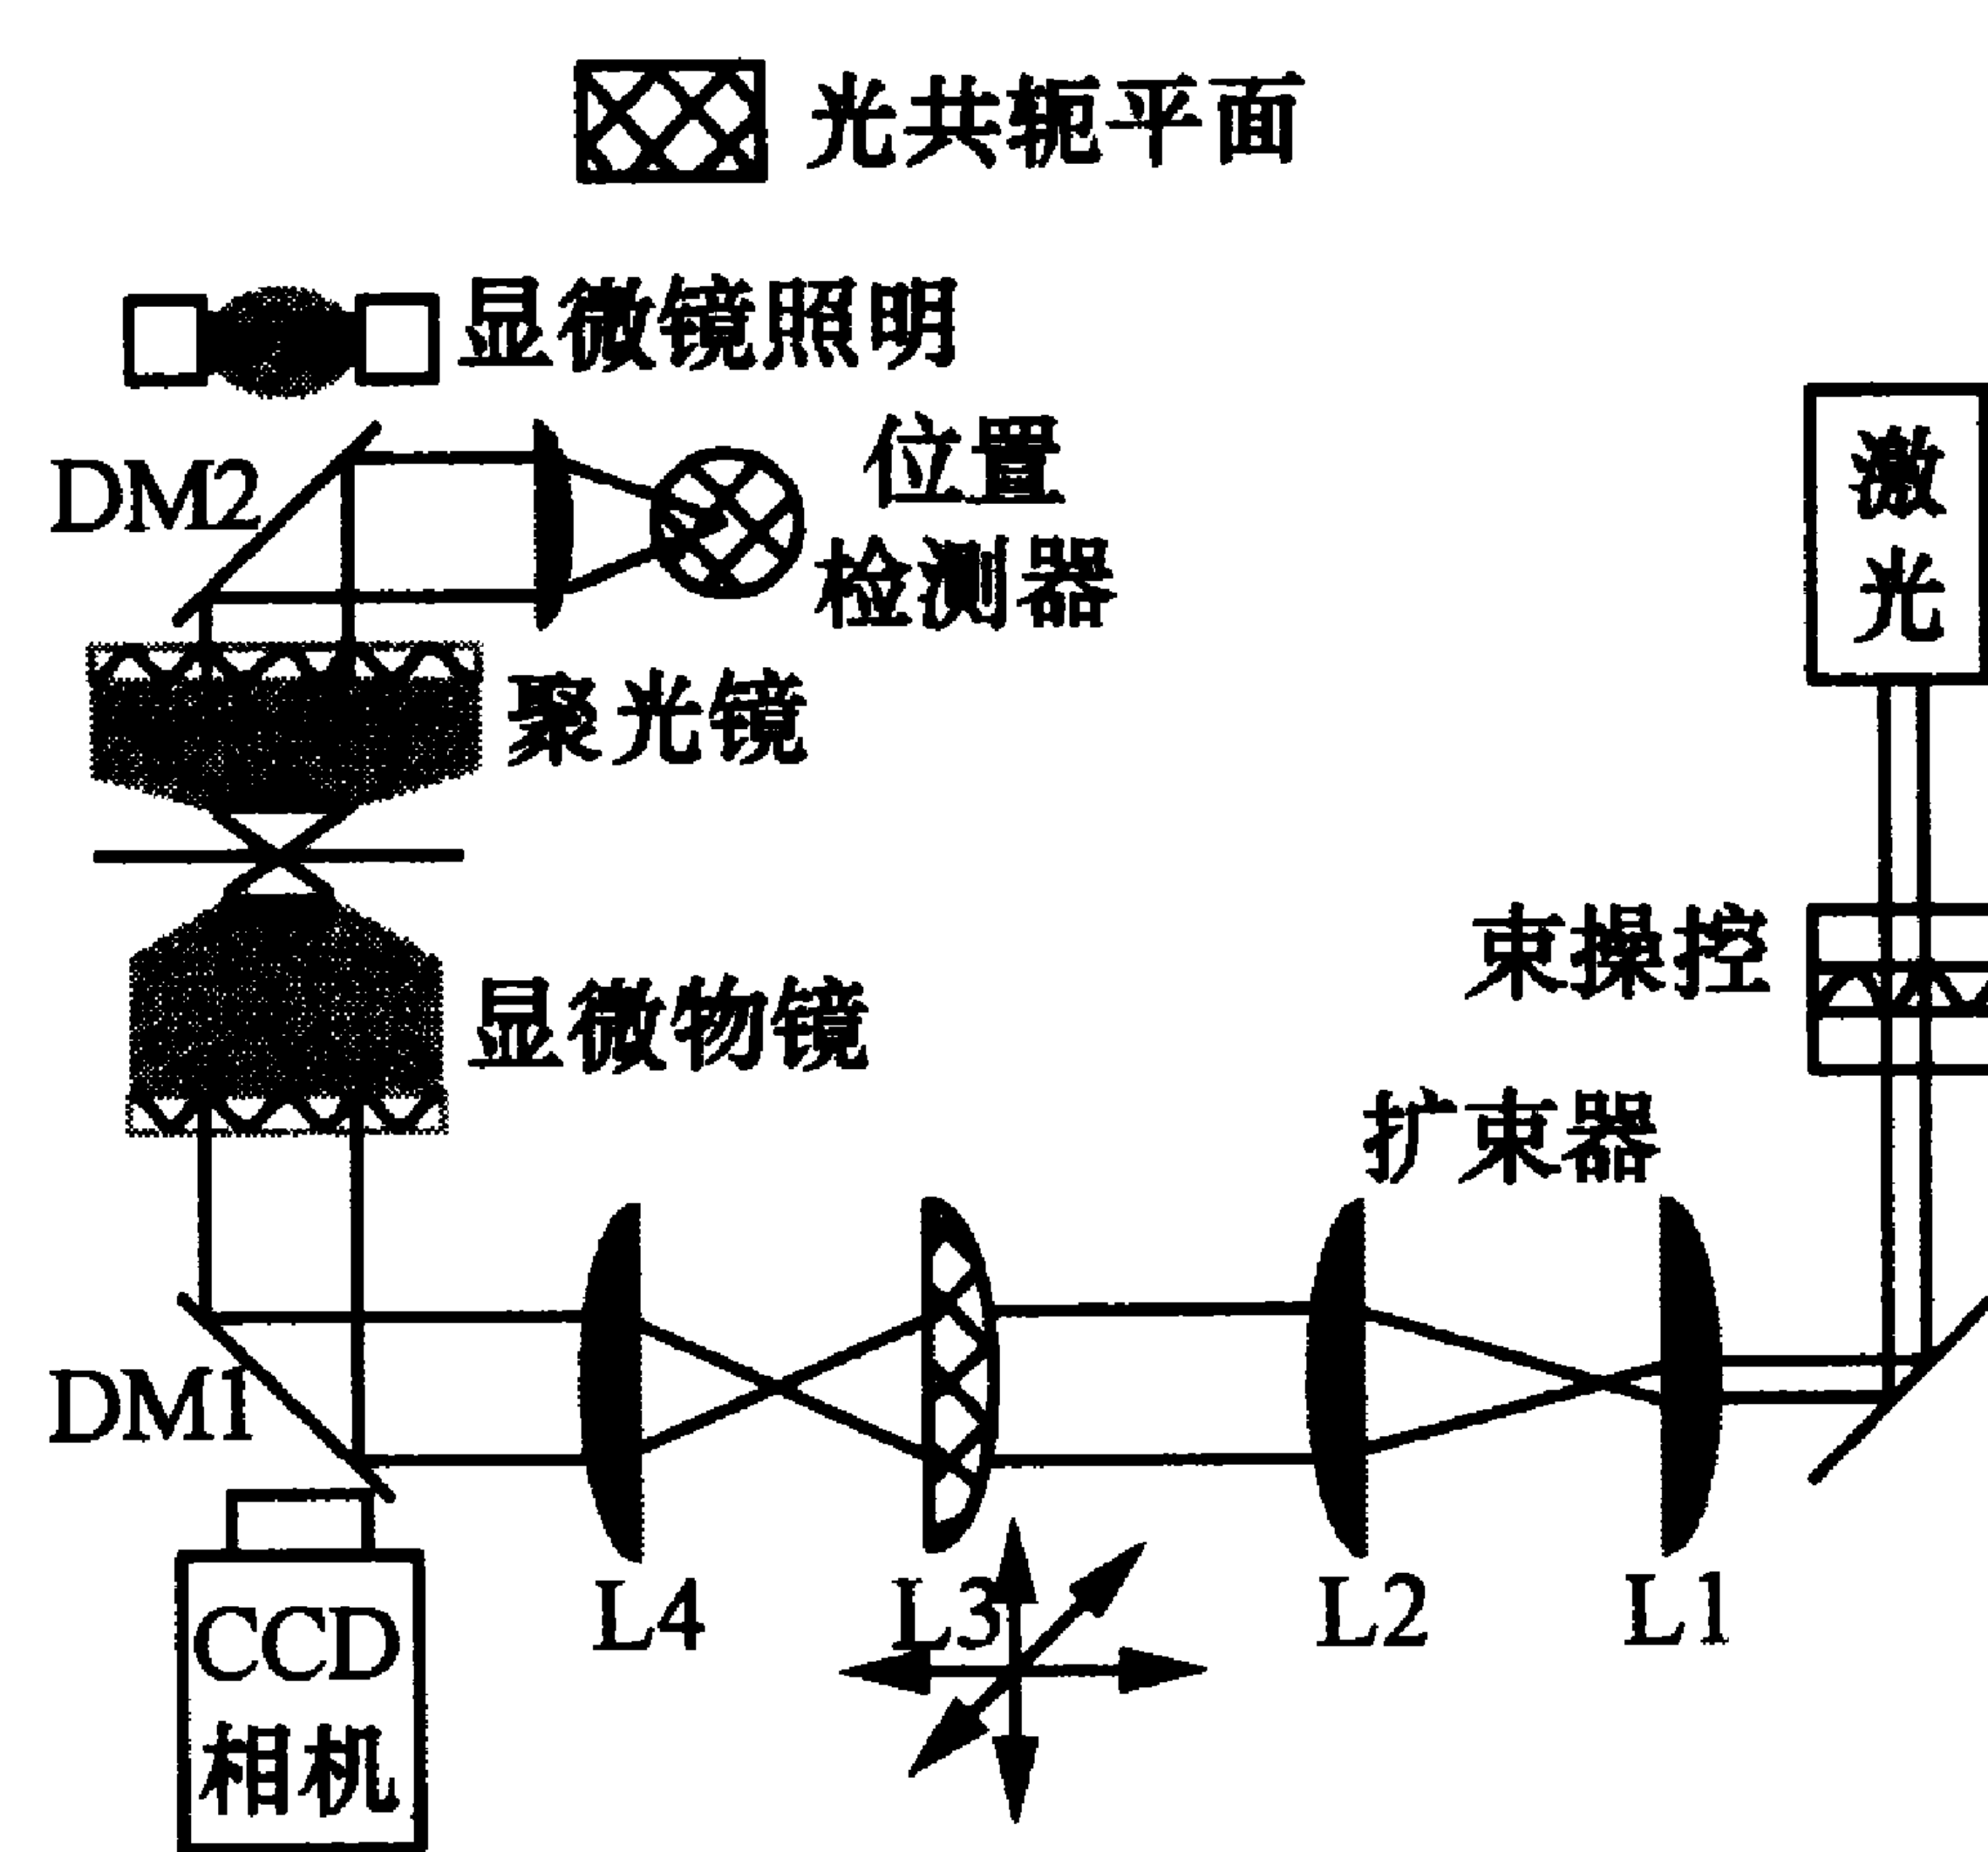 光共轭平面
显微镜照明
DM2
位置
检测器
激
光
聚光镜
束操控
显微物镜
扩束器
DM1
L4
L3
L2
L1
CCD
相机